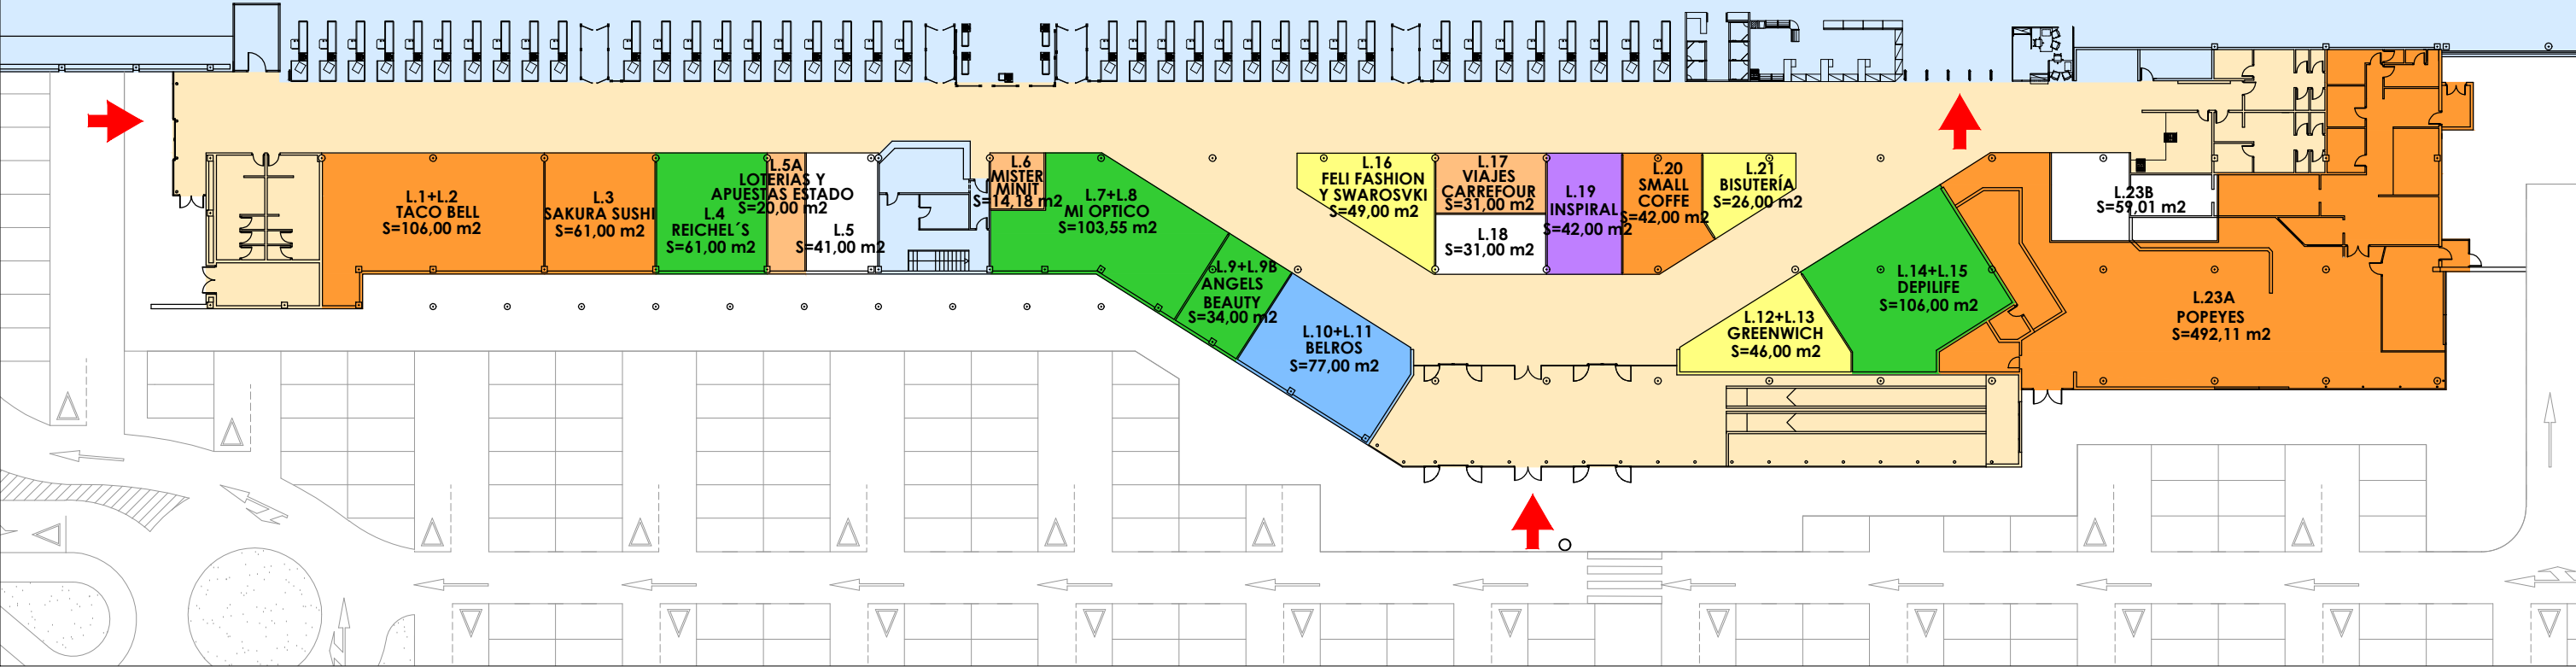 L.1+L.2
TACO BELL
S=106,00 m2
L.3
SAKURA SUSHI
S=61,00 m2
L.4
REICHEL´S
S=61,00 m2
L.5A
LOTERIAS Y
APUESTAS ESTADO
S=20,00 m2
L.5
S=41,00 m2
L.6
MISTER
MINIT
S=14,18 m2
L.7+L.8
MI OPTICO
S=103,55 m2
L.9+L.9B
ANGELS
BEAUTY
S=34,00 m2
L.10+L.11
BELROS
S=77,00 m2
L.16
FELI FASHION
Y SWAROSVKI
S=49,00 m2
L.17
VIAJES
CARREFOUR
S=31,00 m2
L.18
S=31,00 m2
L.19
INSPIRAL
S=42,00 m2
L.20
SMALL
COFFE
S=42,00 m2
L.21
BISUTERÍA
S=26,00 m2
L.12+L.13
GREENWICH
S=46,00 m2
L.14+L.15
DEPILIFE
S=106,00 m2
L.23B
S=59,01 m2
L.23A
POPEYES
S=492,11 m2